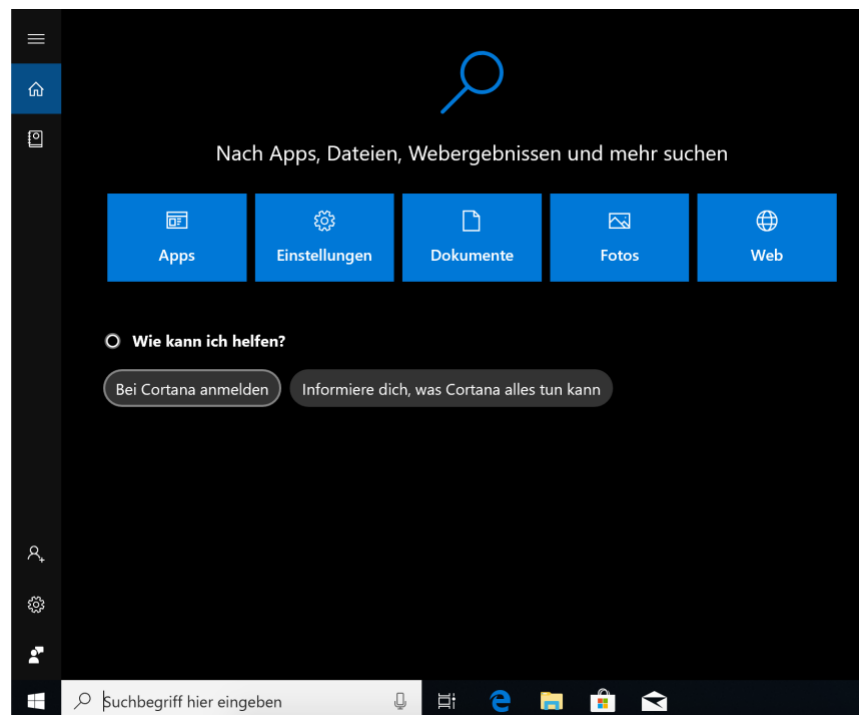 Nach Apps, Dateien, Webergebnissen und mehr suchen
Apps
Einstellungen
Dokumente
Fotos
Web
Wie kann ich helfen?
Bei Cortana anmelden
Informiere dich, was Cortana alles tun kann
Suchbegriff hier eingeben